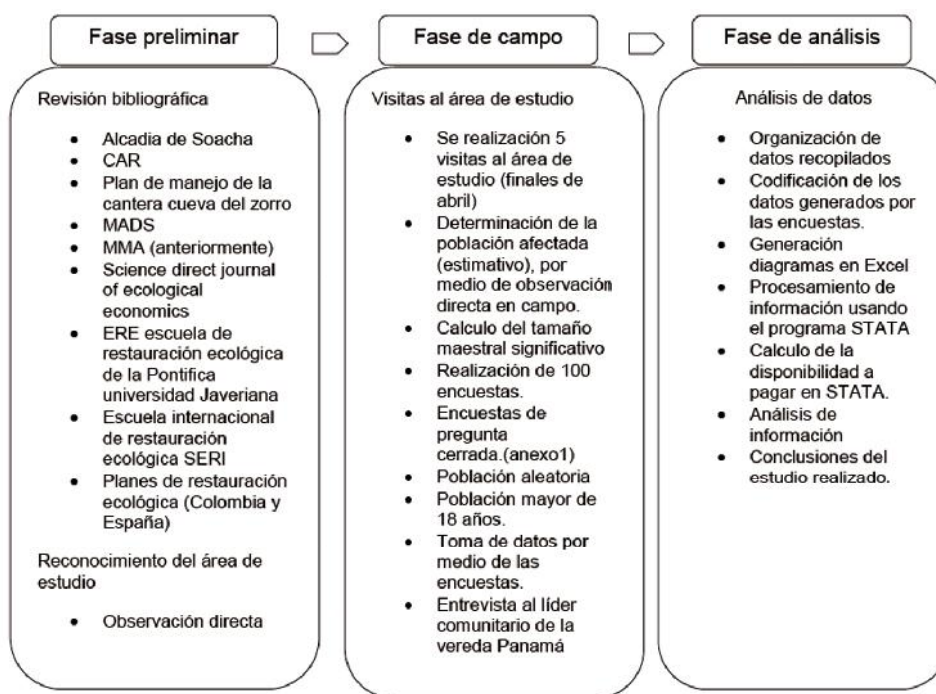 Fase preliminar
Fase de campo
Fase de análisis
Revisión bibliográfica
• Alcadia de Soacha
• CAR
• Plan de manejo de la
cantera cueva del zorro
• MADS
• MMA (anteriormente)
• Science direct journal
of ecological
economics
• ERE escuela de
restauración ecológica
de la Pontifica
universidad Javeriana
• Escuela internacional
de restauración
ecológica SERI
• Planes de restauración
ecológica (Colombia y
España)
Reconocimiento del área de
estudio
• Observación directa
Visitas al área de estudio
• Se realización 5
visitas al área de
estudio (finales de
abril)
• Determinación de la
población afectada
(estimativo), por
medio de observación
directa en campo.
• Calculo del tamaño
maestral significativo
• Realización de 100
encuestas.
• Encuestas de
pregunta
cerrada.(anexo1)
• Población aleatoria
• Población mayor de
18 años.
• Toma de datos por
medio de las
encuestas.
• Entrevista al líder
comunitario de la
vereda Panamá
Análisis de datos
• Organización de
datos recopilados
• Codificación de los
datos generados por
las encuestas.
• Generación
diagramas en Excel
• Procesamiento de
información usando
el programa STATA
• Calculo de la
disponibilidad a
pagar en STATA.
• Análisis de
información
• Conclusiones del
estudio realizado.